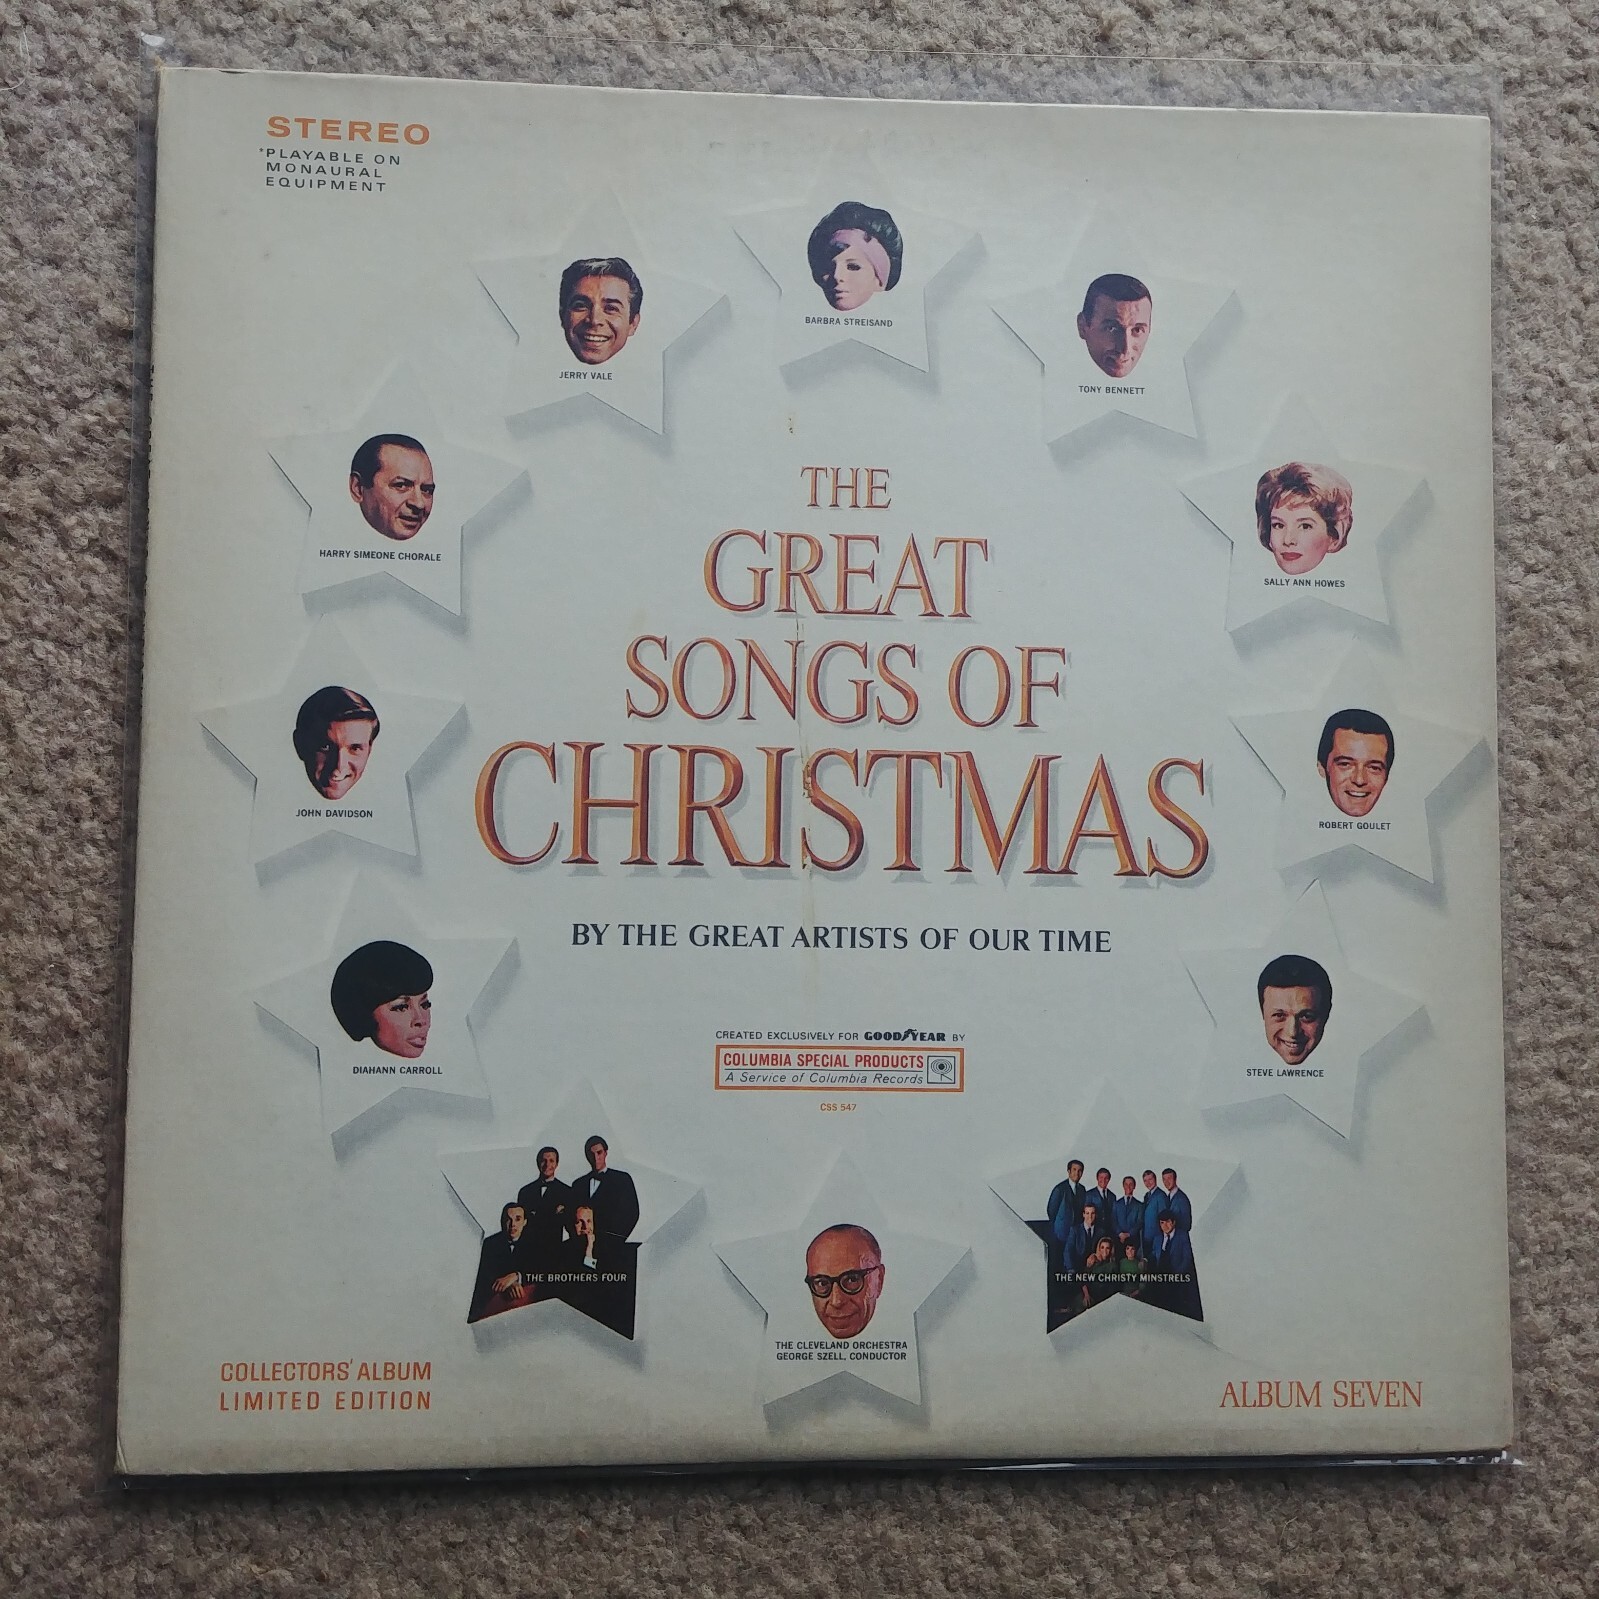 STEREO
*PLAYABLE ON
MONAURAL
EQUIPMENT
BARBRA STREISAND
JERRY VALE
TONY BENNETT
HARRY SIMEONE CHORALE
SALLY ANN HOWES
THE
GREAT
SONGS OF
CHRISTMAS
JOHN DAVIDSON
ROBERT GOULET
BY THE GREAT ARTISTS OF OUR TIME
DIAHANN CARROLL
STEVE LAWRENCE
CREATED EXCLUSIVELY FOR GOODYEAR BY
COLUMBIA SPECIAL PRODUCTS
A Service of Columbia Records
CSS 547
THE BROTHERS FOUR
THE NEW CHRISTY MINSTRELS
THE CLEVELAND ORCHESTRA
GEORGE SZELL, CONDUCTOR
COLLECTORS' ALBUM
LIMITED EDITION
ALBUM SEVEN